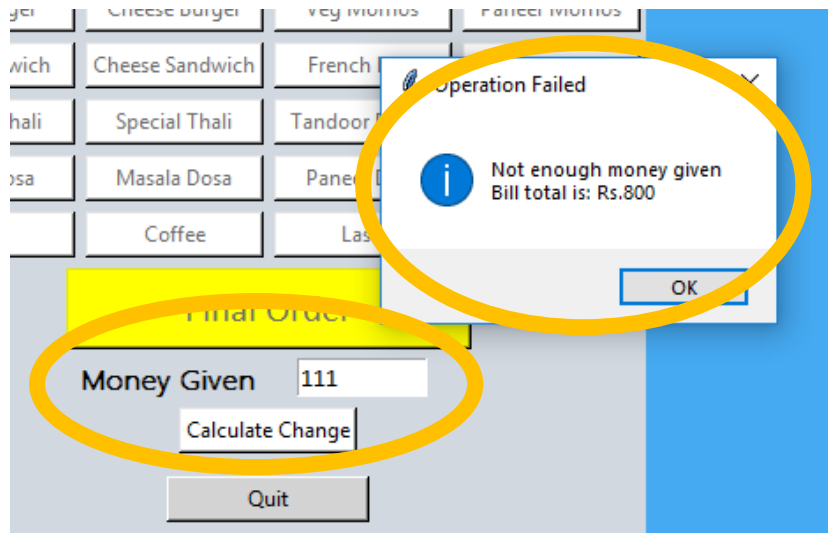 Cheese Burger Veg Momos Paneer Momos
wich Cheese Sandwich French
Operation Failed
hali Special Thali Tandoor
Not enough money given
Bill total is: Rs.800
osa Masala Dosa Paneer
Coffee Las
OK
Final Order
Money Given 111
Calculate Change
Quit